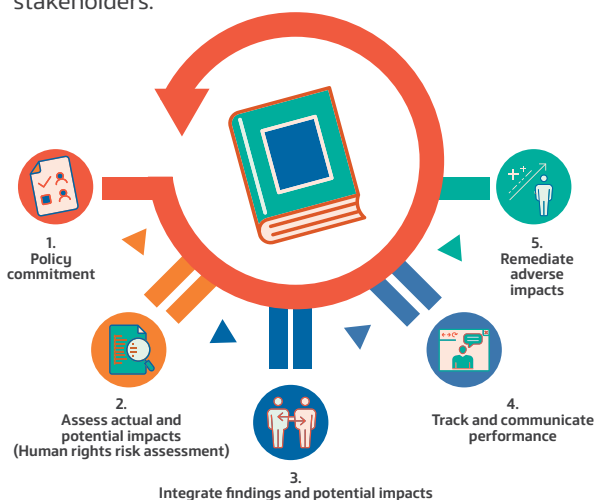 stakeholders.
1.
Policy
commitment
2.
Assess actual and
potential impacts
(Human rights risk assessment)
3.
Integrate findings and potential impacts
4.
Track and communicate
performance
5.
Remediate
adverse
impacts